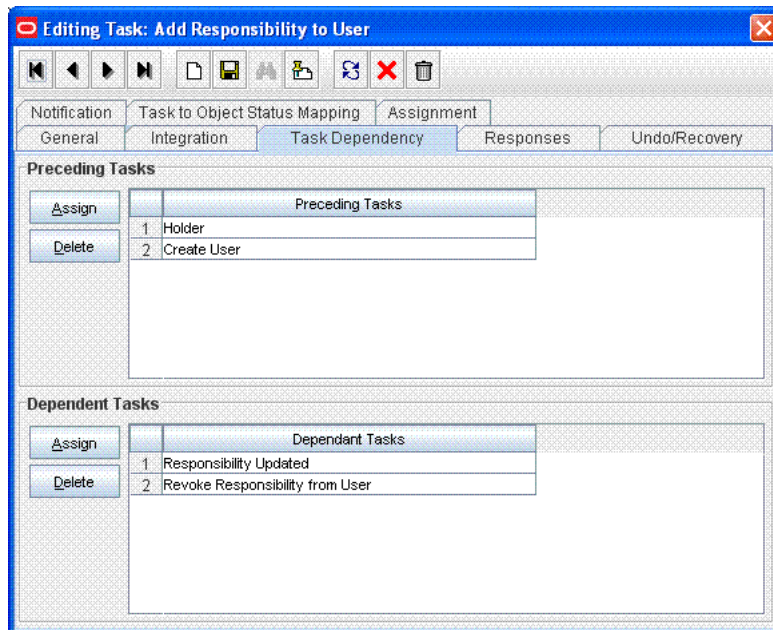 Editing Task: Add Responsibility to User
Notification Task to Object Status Mapping Assignment
General Integration Task Dependency Responses Undo/Recovery
Preceding Tasks
Assign
Delete
Preceding Tasks
1 Holder
2 Create User
Dependent Tasks
Assign
Delete
Dependant Tasks
1 Responsibility Updated
2 Revoke Responsibility from User